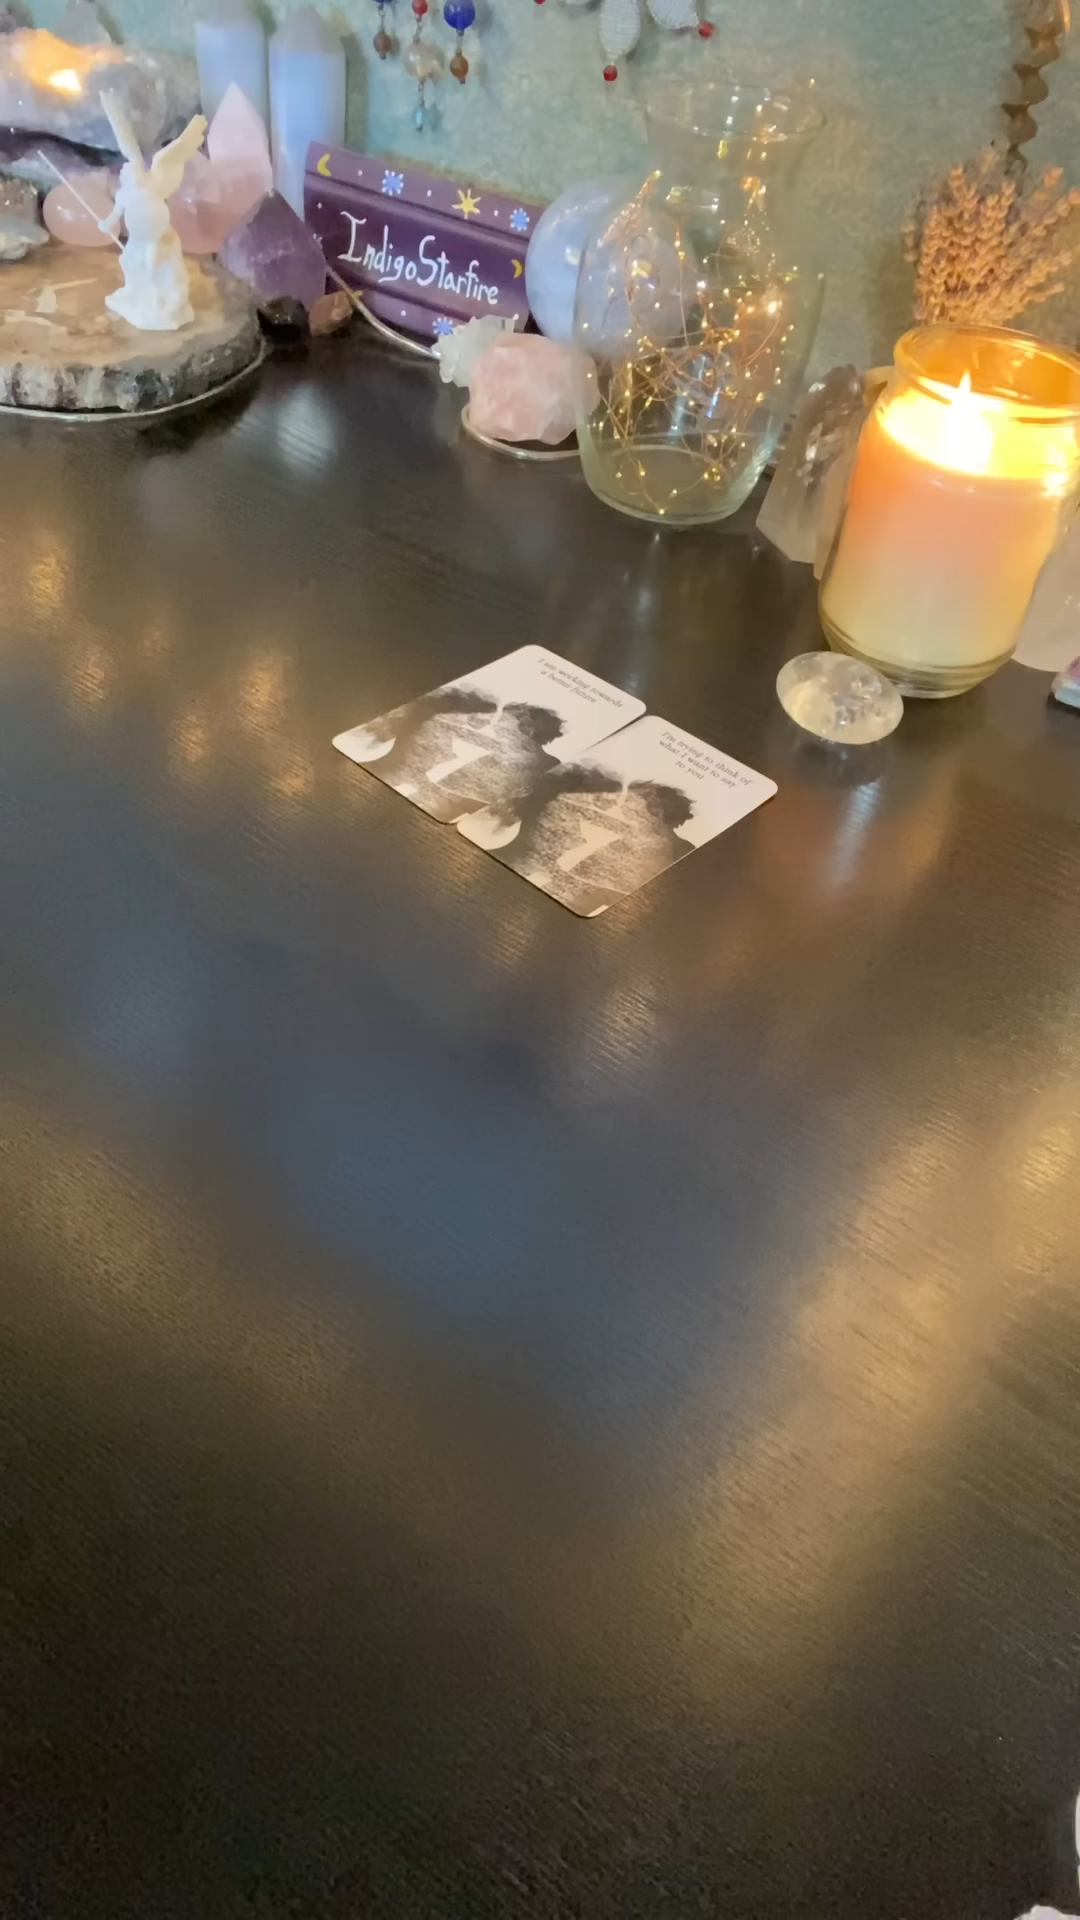 IndigoStarfire
I am working towards
a better future
I'm trying to think of
what I want to say
to you